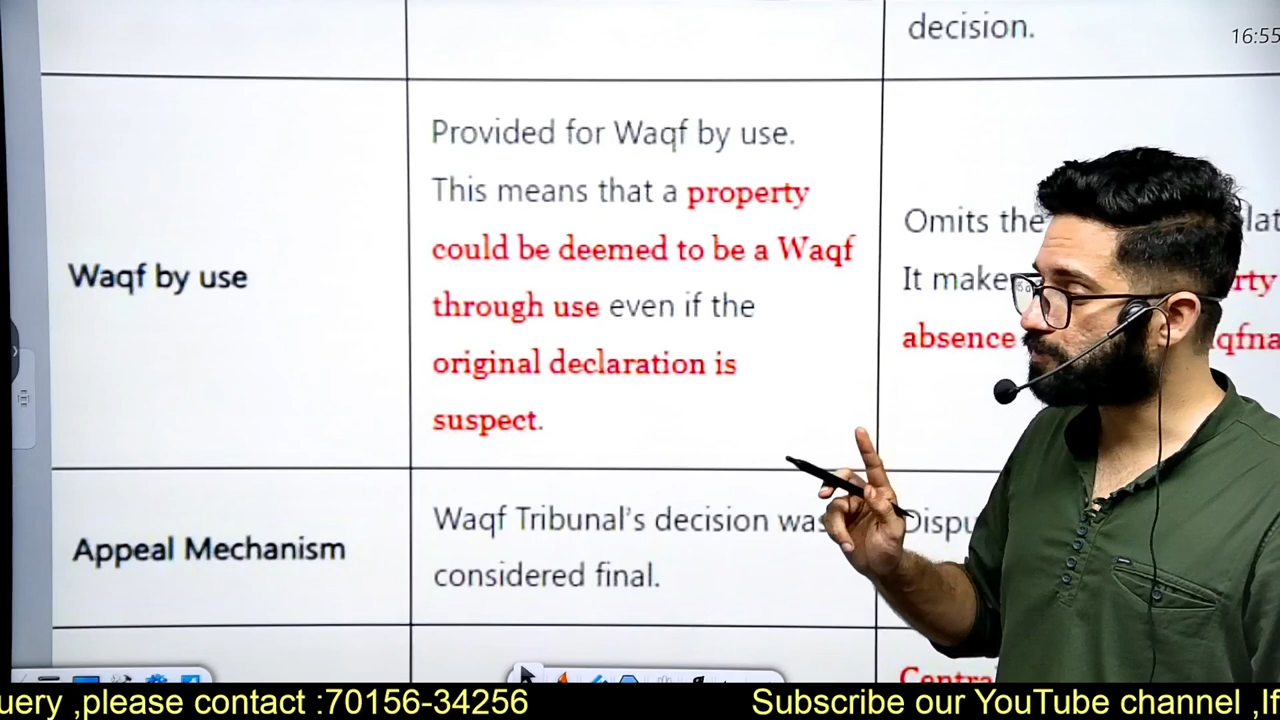 decision.
16:55
Waqf by use
Provided for Waqf by use.
This means that a property
could be deemed to be a Waqf
through use even if the
original declaration is
suspect.
Omits the
It make
absence
Appeal Mechanism
Waqf Tribunal's decision was
considered final.
uery ,please contact :70156-34256
Subscribe our YouTube channel ,If